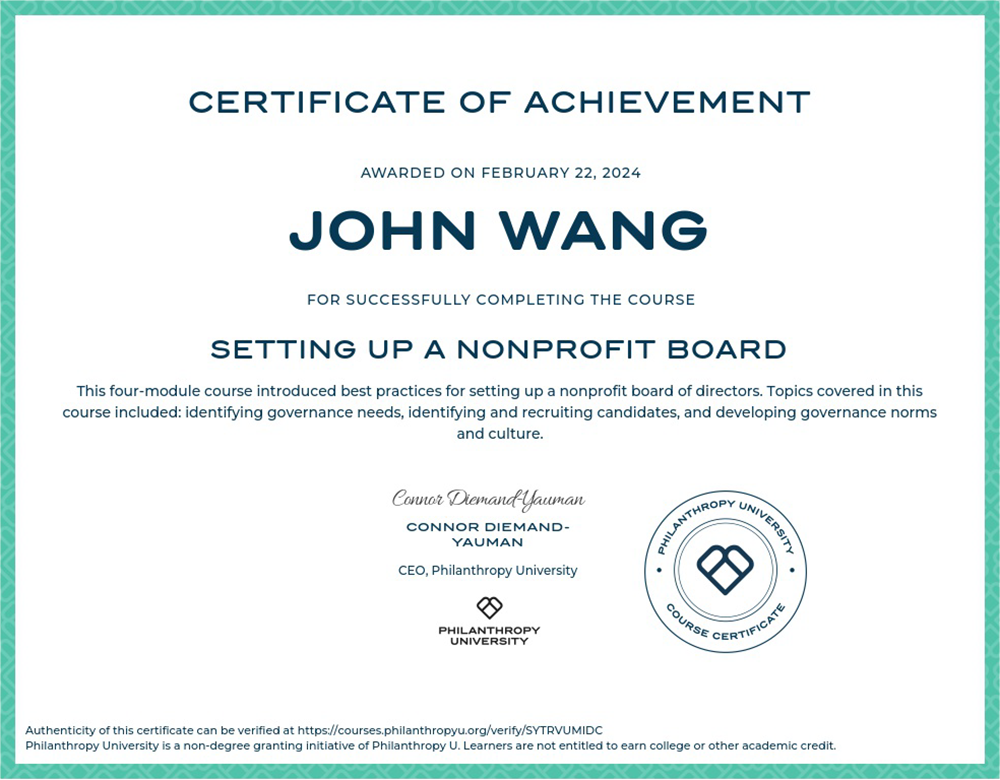 CERTIFICATE OF ACHIEVEMENT
AWARDED ON FEBRUARY 22, 2024
JOHN WANG
FOR SUCCESSFULLY COMPLETING THE COURSE
SETTING UP A NONPROFIT BOARD
This four-module course introduced best practices for setting up a nonprofit board of directors. Topics covered in this
course included: identifying governance needs, identifying and recruiting candidates, and developing governance norms
and culture.
Connor Diemand-Yauman
CONNOR DIEMAND-
YAUMAN
CEO, Philanthropy University
PHILANTHROPY
UNIVERSITY
PHILANTHROPY UNIVERSITY
COURSE CERTIFICATE
Authenticity of this certificate can be verified at https://courses.philanthropyu.org/verify/SYTRVUMIDC
Philanthropy University is a non-degree granting initiative of Philanthropy U. Learners are not entitled to earn college or other academic credit.